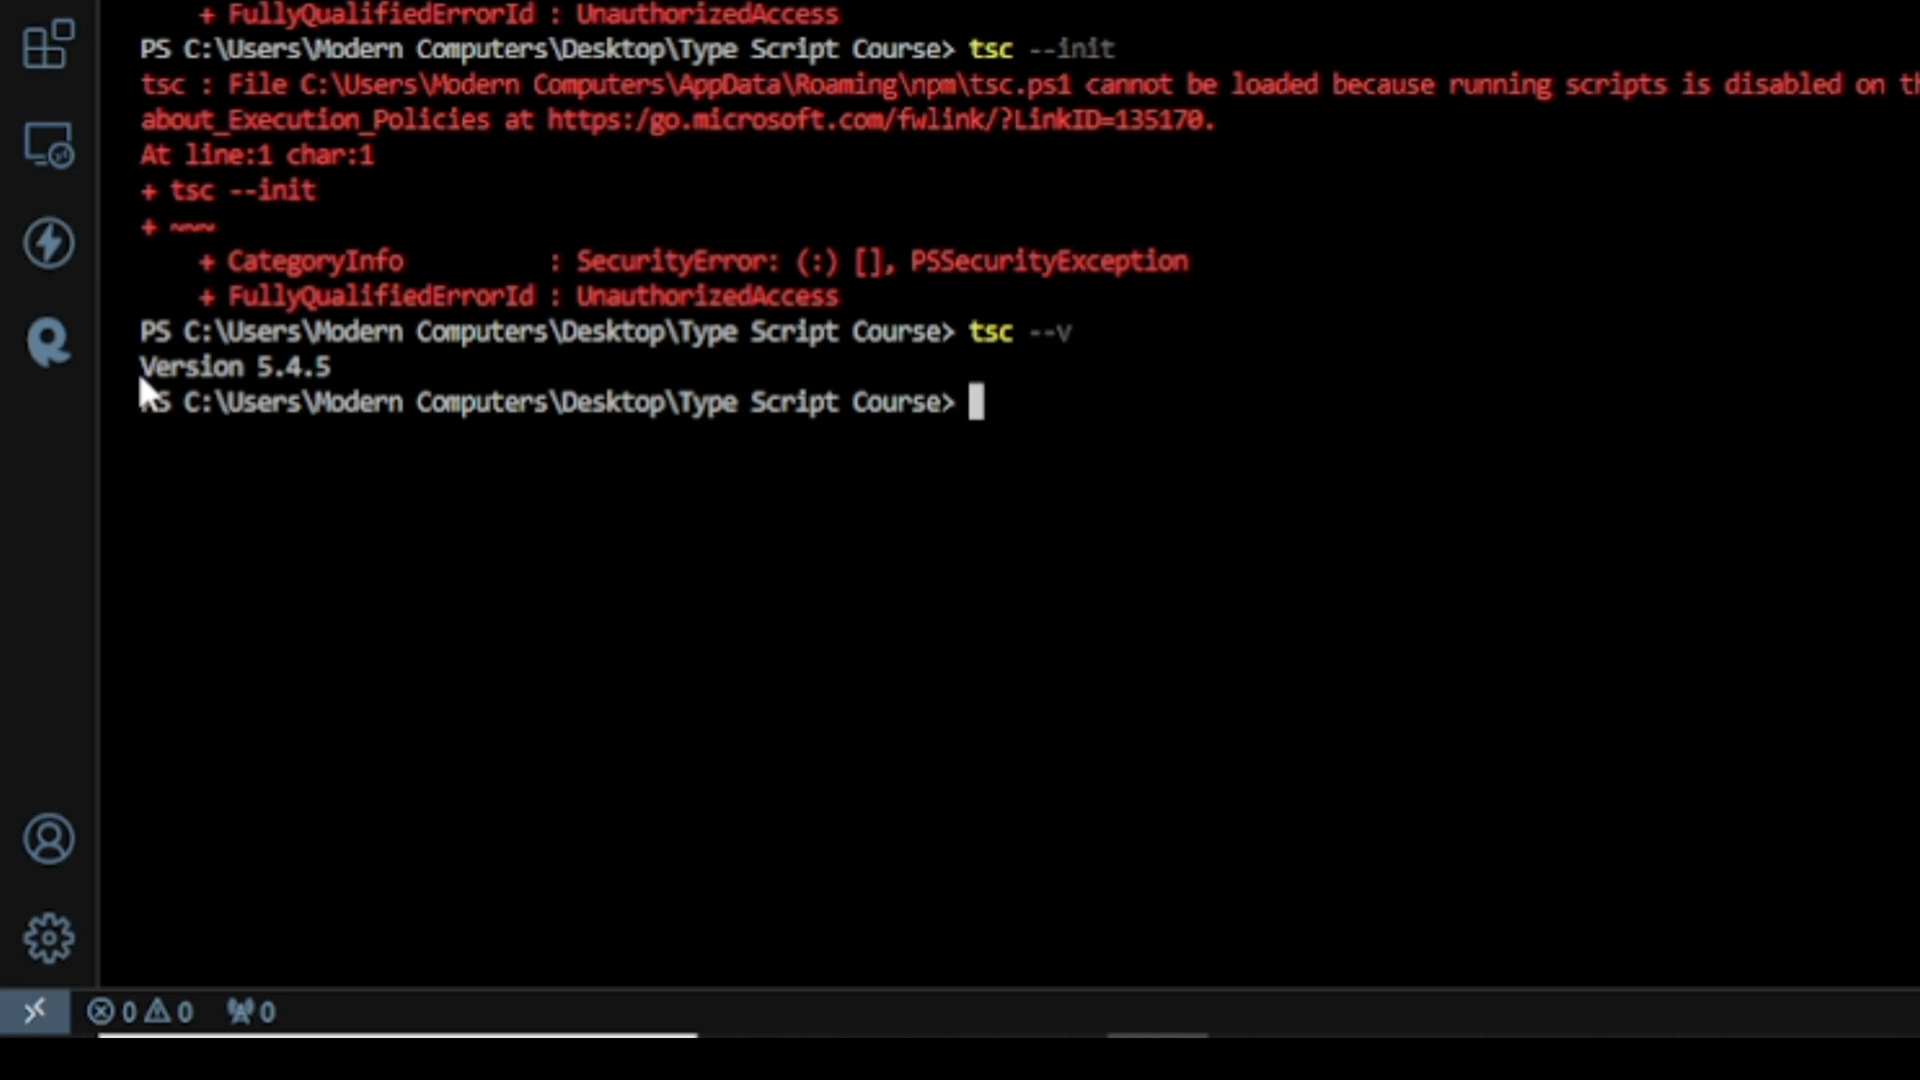 + FullyQualifiedErrorId : UnauthorizedAccess
PS C:\Users\Modern Computers\Desktop\Type Script Course> tsc --init
tsc : File C:\Users\Modern Computers\AppData\Roaming\npm\tsc.ps1 cannot be loaded because running scripts is disabled on th
about_Execution_Policies at https:/go.microsoft.com/fwlink/?LinkID=135170.
At line:1 char:1
+ tsc --init
+ ~~~
+ CategoryInfo          : SecurityError: (:) [], PSSecurityException
+ FullyQualifiedErrorId : UnauthorizedAccess
PS C:\Users\Modern Computers\Desktop\Type Script Course> tsc --v
Version 5.4.5
PS C:\Users\Modern Computers\Desktop\Type Script Course>
0 0 0